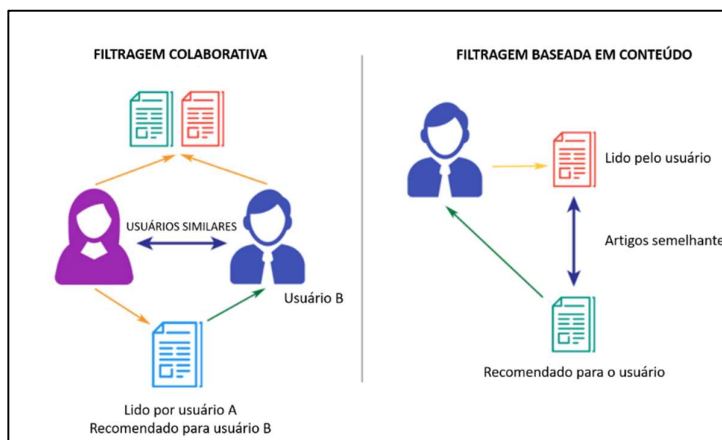 FILTRAGEM COLABORATIVA
USUÁRIOS SIMILARES
Usuário B
Lido por usuário A
Recomendado para usuário B
FILTRAGEM BASEADA EM CONTEÚDO
Lido pelo usuário
Artigos semelhante
Recomendado para o usuário